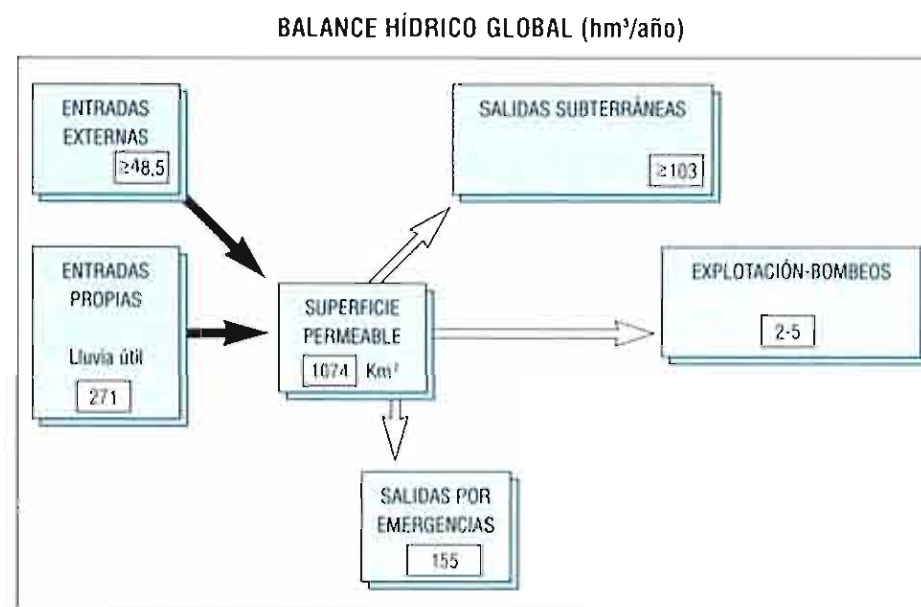 BALANCE HÍDRICO GLOBAL (hm³/año)
ENTRADAS
EXTERNAS
≥48,5
SALIDAS SUBTERRÁNEAS
≥103
ENTRADAS
PROPIAS
Lluvia útil
271
SUPERFICIE
PERMEABLE
1074 Km²
EXPLOTACIÓN-BOMBEOS
2-5
SALIDAS POR
EMERGENCIAS
155